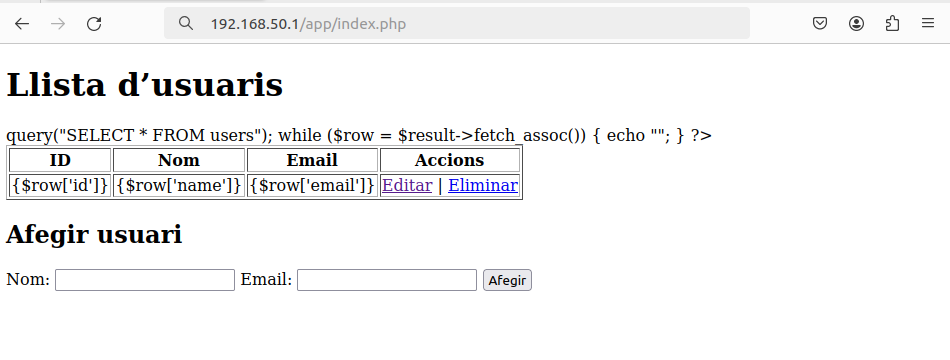 192.168.50.1/app/index.php
Llista d’usuaris
query("SELECT * FROM users"); while ($row = $result->fetch_assoc()) { echo ""; } ?>
ID Nom Email Accions
{$row['id']} {$row['name']} {$row['email']} Editar | Eliminar
Afegir usuari
Nom: Email: Afegir